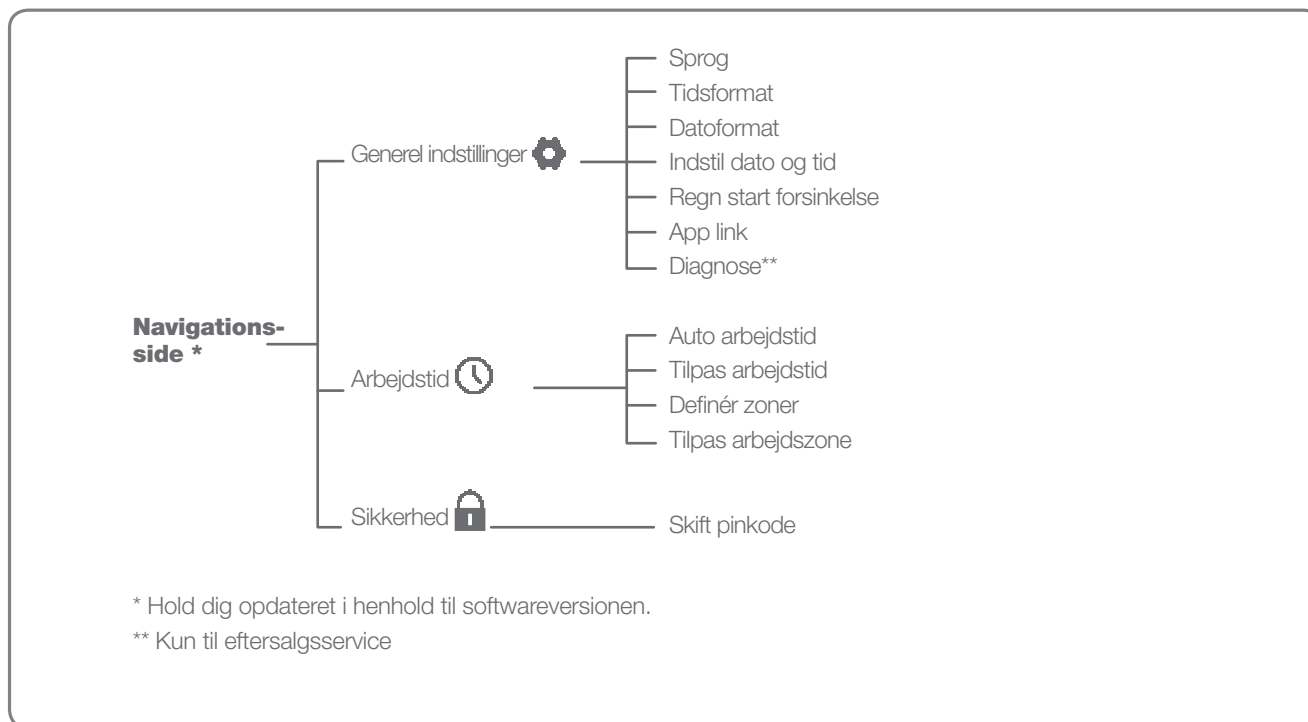 Navigations-
side *
Generel indstillinger
Sprog
Tidsformat
Datoformat
Indstil dato og tid
Regn start forsinkelse
App link
Diagnose**
Arbejdstid
Auto arbejdstid
Tilpas arbejdstid
Definér zoner
Tilpas arbejdszone
Sikkerhed
Skift pinkode
* Hold dig opdateret i henhold til softwareversionen.
** Kun til eftersalgsservice